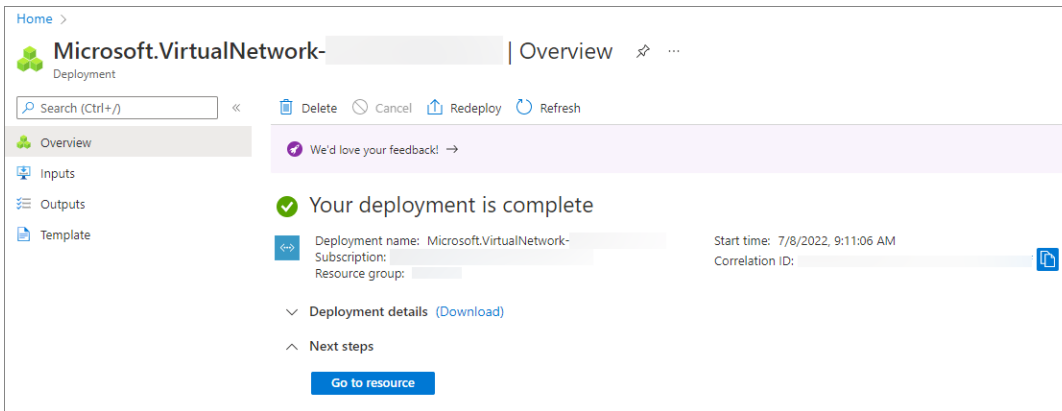 Home >
Microsoft.VirtualNetwork- | Overview ...
Deployment
Search (Ctrl+/) «
Delete Cancel Redeploy Refresh
Overview
We'd love your feedback! →
Inputs
Outputs
Your deployment is complete
Template
Deployment name: Microsoft.VirtualNetwork- Start time: 7/8/2022, 9:11:06 AM
Subscription: Correlation ID:
Resource group:
Deployment details (Download)
Next steps
Go to resource